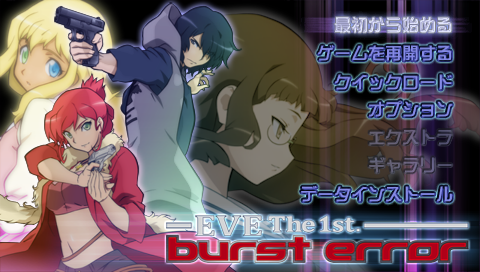 最初から始める
ゲームを再開する
クイックロード
オプション
エクストラ
ギャラリー
データインストール
EVE The 1st.
burst error